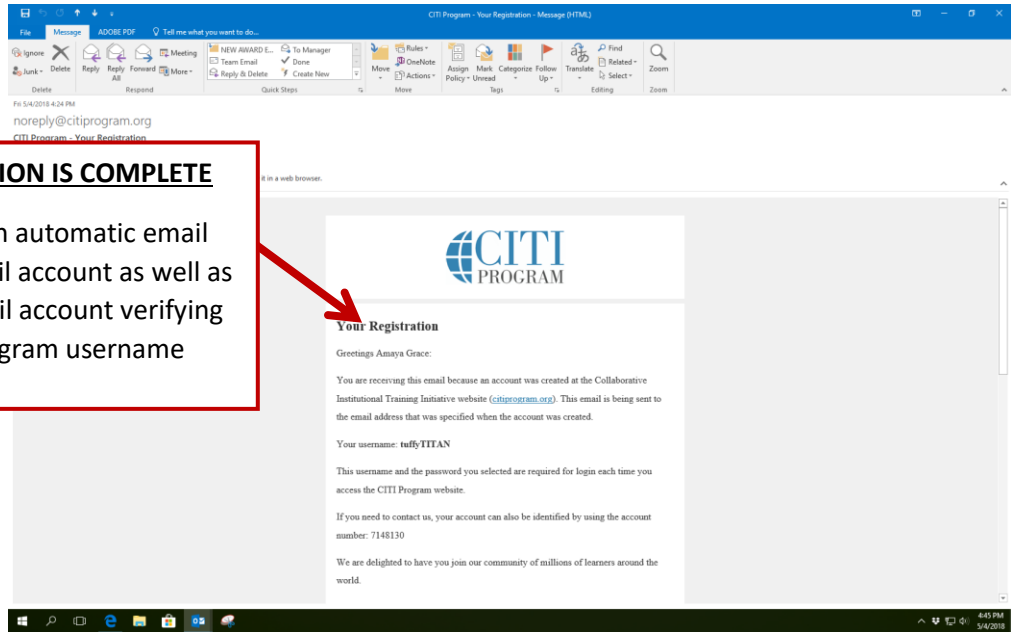 CITI Program - Your Registration - Message (HTML)
File Message ADOBE PDF Tell me what you want to do...
Ignore
Junk
Delete
Reply
Reply All
Forward
Meeting
More
NEW AWARD E...
Team Email
Reply & Delete
To Manager
Done
Create New
Move
Rules
OneNote
Actions
Assign Policy
Mark Unread
Categorize
Follow Up
Translate
Find
Related
Select
Zoom
Delete Respond Quick Steps Move Tags Editing Zoom
Fri 5/4/2018 4:24 PM
noreply@citiprogram.org
CITI Program - Your Registration
it in a web browser.
ION IS COMPLETE
n automatic email
il account as well as
il account verifying
gram username
CITI
PROGRAM
Your Registration
Greetings Amaya Grace:
You are receiving this email because an account was created at the Collaborative
Institutional Training Initiative website (citiprogram.org). This email is being sent to
the email address that was specified when the account was created.
Your username: tuffyTITAN
This username and the password you selected are required for login each time you
access the CITI Program website.
If you need to contact us, your account can also be identified by using the account
number: 7148130
We are delighted to have you join our community of millions of learners around the
world.
4:45 PM
5/4/2018